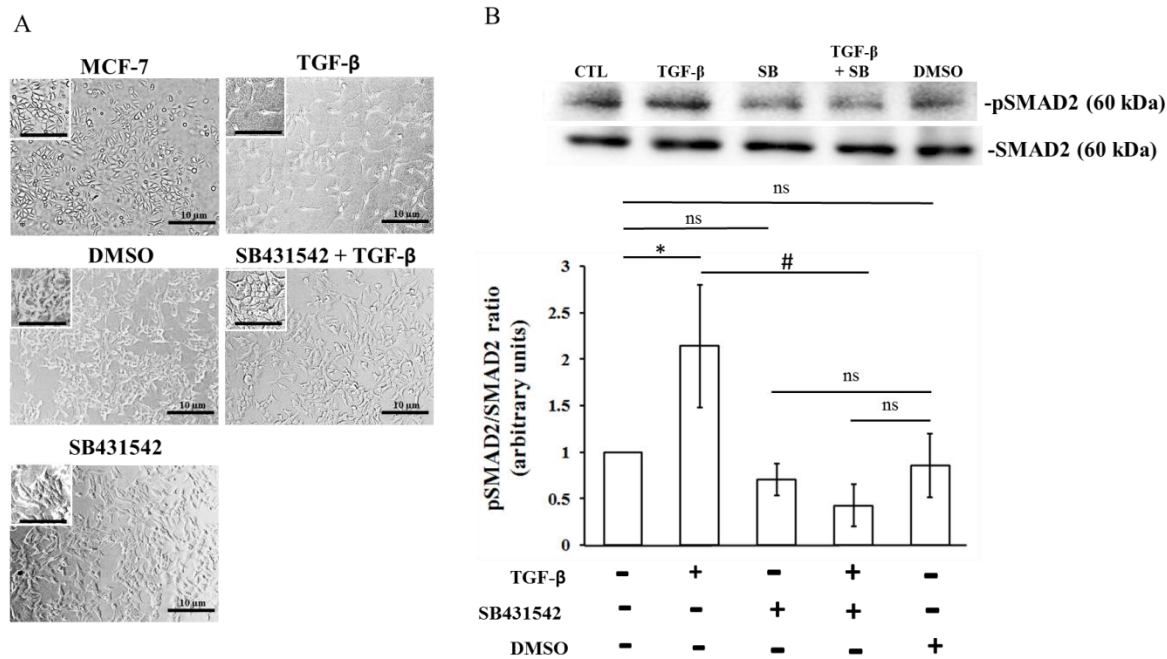 A
MCF-7
TGF-β
10 µm
10 µm
DMSO
SB431542 + TGF-β
10 µm
10 µm
SB431542
10 µm
B
CTL
TGF-β
SB
TGF-β
+ SB
DMSO
-pSMAD2 (60 kDa)
-SMAD2 (60 kDa)
ns
ns
*
#
ns
ns
pSMAD2/SMAD2 ratio
(arbitrary units)
3
2.5
2
1.5
1
0.5
0
TGF-β - + - + -
SB431542 - - + + -
DMSO - - - - +